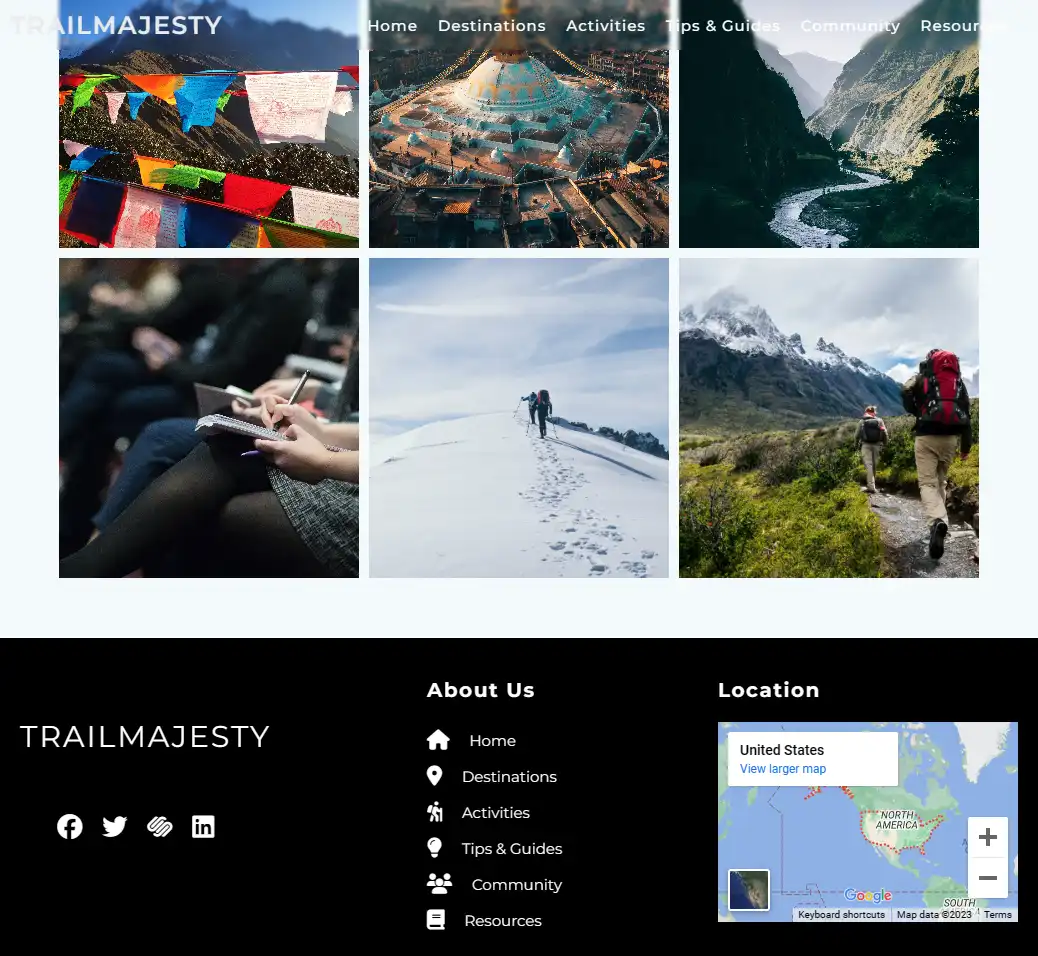 TRAILMAJESTY
Home Destinations Activities Tips & Guides Community
About Us
Location
TRAILMAJESTY
Home
Destinations
Activities
Tips & Guides
Community
Resources
United States
View larger map
NORTH
AMERICA
Google
SOUTH
Keyboard shortcuts Map data ©2023 Terms